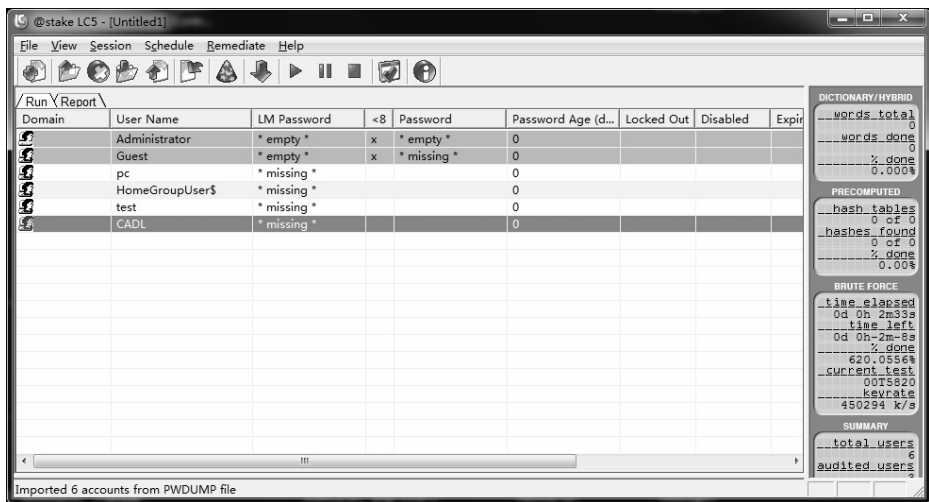 @stake LC5 - [Untitled1]
File View Session Schedule Remediate Help
Run Report
Domain User Name LM Password <8 Password Password Age (d... Locked Out Disabled Expir
Administrator * empty * x * empty * 0
Guest * empty * x * missing * 0
pc * missing * 0
HomeGroupUser$ * missing * 0
test * missing * 0
CADL * missing * 0
DICTIONARY/HYBRID
words total
0
words done
0
% done
0.000%
PRECOMPUTED
hash tables
0 of 0
hashes found
0 of 0
% done
0.00%
BRUTE FORCE
time elapsed
0d 0h 2m33s
time left
0d 0h-2m-8s
% done
620.0556%
current test
00T5820
keyrate
450294 k/s
SUMMARY
total users
6
audited users
Imported 6 accounts from PWDUMP file